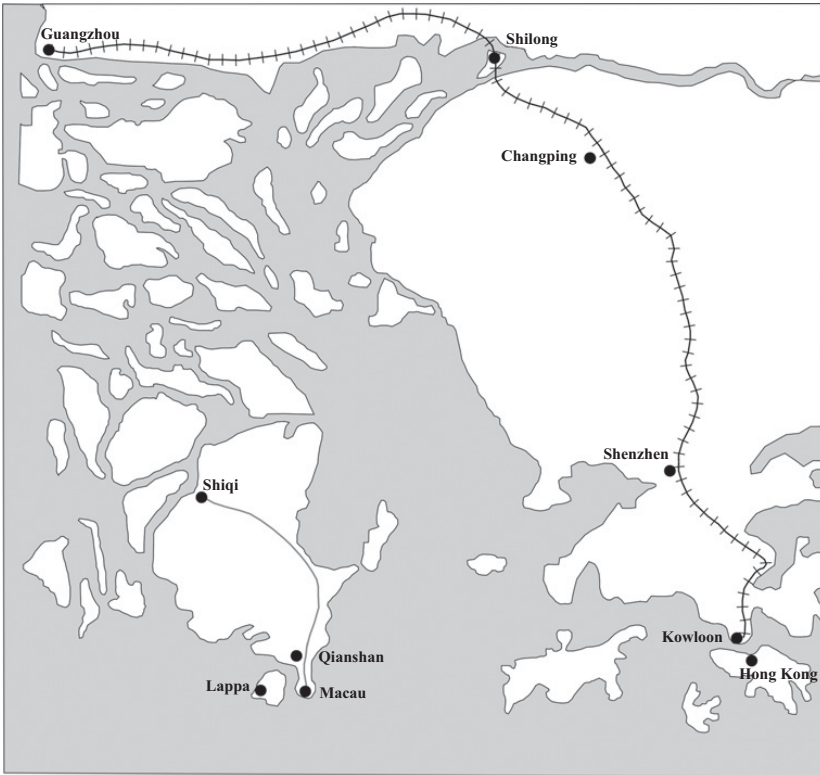 Guangzhou
Shilong
Changping
Shenzhen
Shiqi
Kowloon
Qianshan
Hong Kong
Lappa
Macau